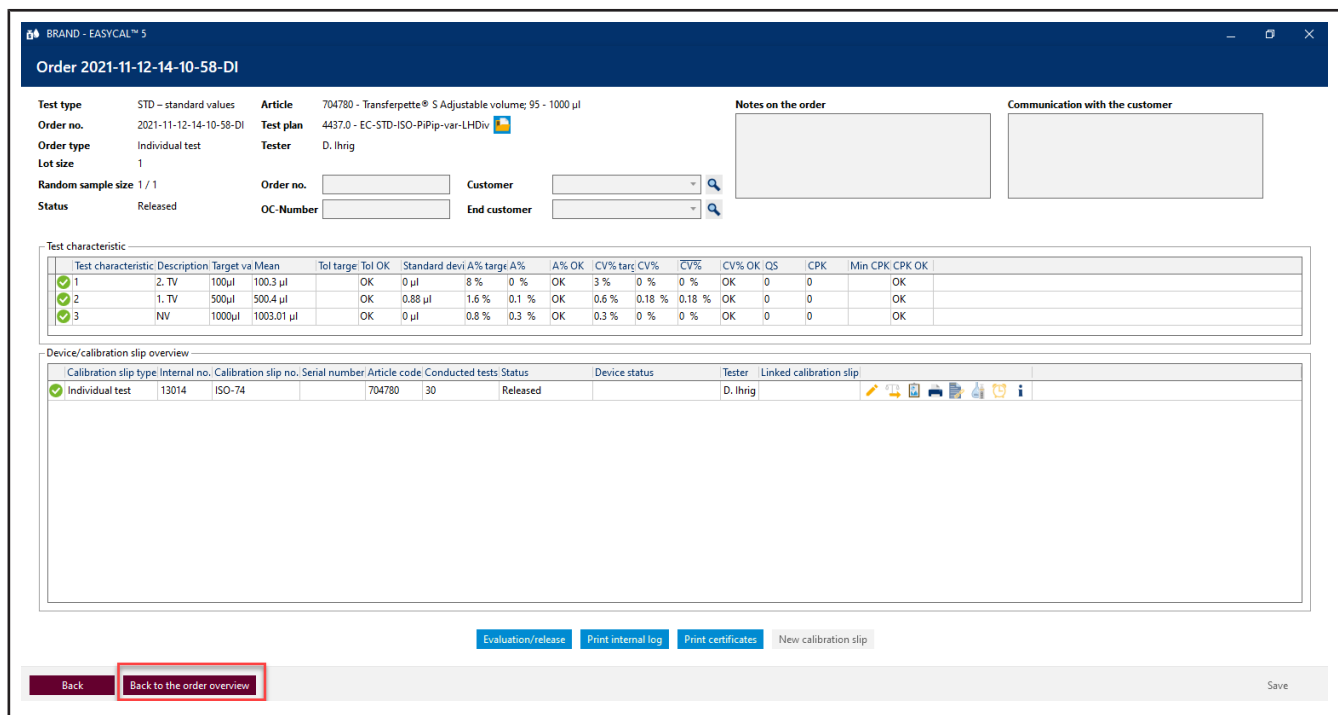 BRAND - EASYCAL™ 5
Order 2021-11-12-14-10-58-DI
Test type STD – standard values Article 704780 - Transferpette® S Adjustable volume; 95 - 1000 µl Notes on the order Communication with the customer
Order no. 2021-11-12-14-10-58-DI Test plan 4437.0 - EC-STD-ISO-PiPip-var-LHDiv
Order type Individual test Tester D. Ihrig
Lot size 1
Random sample size 1 / 1 Order no. Customer
Status Released OC-Number End customer
Test characteristic
Test characteristic Description Target va Mean Tol targe Tol OK Standard devi A% targe A% A% OK CV% targ CV% CV% CV% OK QS CPK Min CPK CPK OK
1 2. TV 100µl 100.3 µl OK 0 µl 8 % 0 % OK 3 % 0 % 0 % OK 0 0 OK
2 1. TV 500µl 500.4 µl OK 0.88 µl 1.6 % 0.1 % OK 0.6 % 0.18 % 0.18 % OK 0 0 OK
3 NV 1000µl 1003.01 µl OK 0 µl 0.8 % 0.3 % OK 0.3 % 0 % 0 % OK 0 0 OK
Device/calibration slip overview
Calibration slip type Internal no. Calibration slip no. Serial number Article code Conducted tests Status Device status Tester Linked calibration slip
Individual test 13014 ISO-74 704780 30 Released D. Ihrig
Evaluation/release Print internal log Print certificates New calibration slip
Back Back to the order overview Save